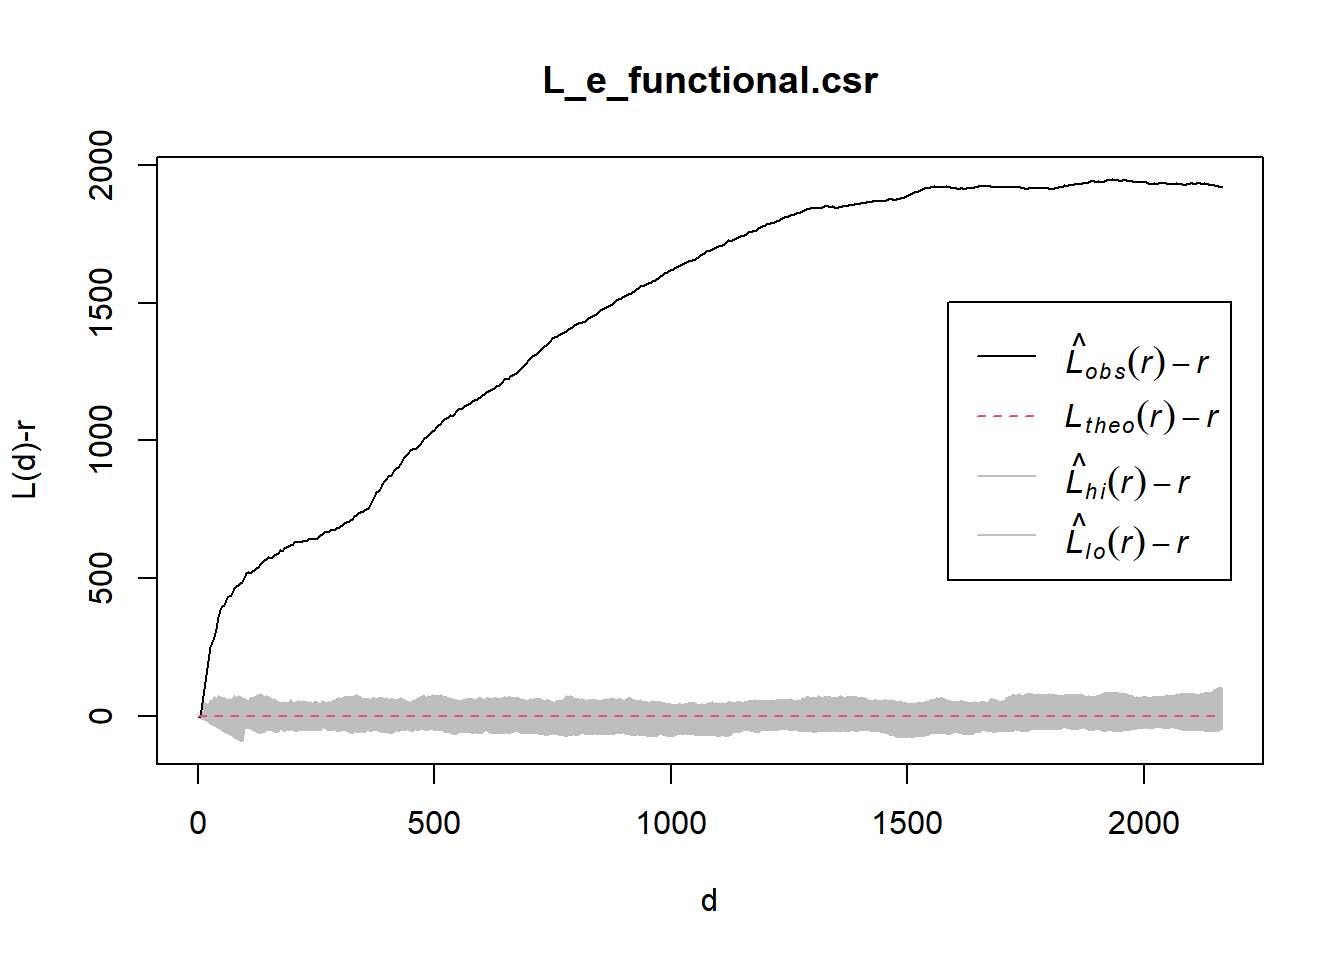 L_e_functional.csr
L(d)-r
2000
1500
1000
500
0
L̂obs(r) − r
Ltheo(r) − r
L̂hi(r) − r
L̂lo(r) − r
0 500 1000 1500 2000
d